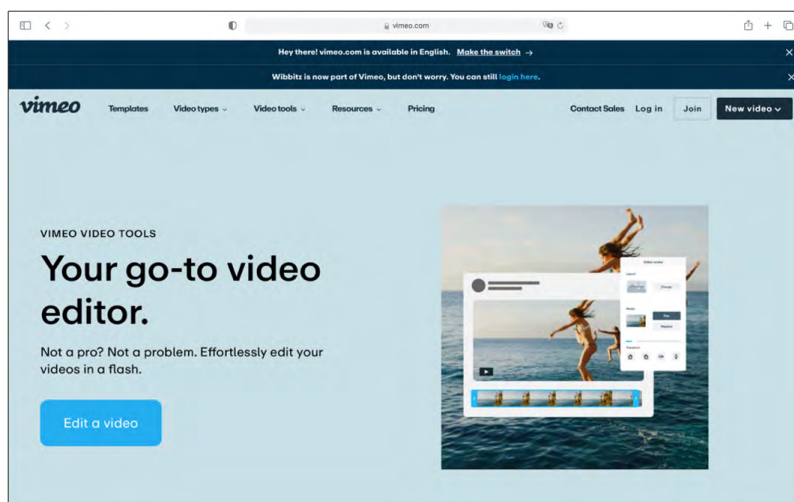 vimeo.com
Hey there! vimeo.com is available in English. Make the switch →
Wibbitz is now part of Vimeo, but don't worry. You can still login here.
vimeo Templates Video types Video tools Resources Pricing Contact Sales Log in Join New video
VIMEO VIDEO TOOLS
Your go-to video
editor.
Not a pro? Not a problem. Effortlessly edit your
videos in a flash.
Edit a video